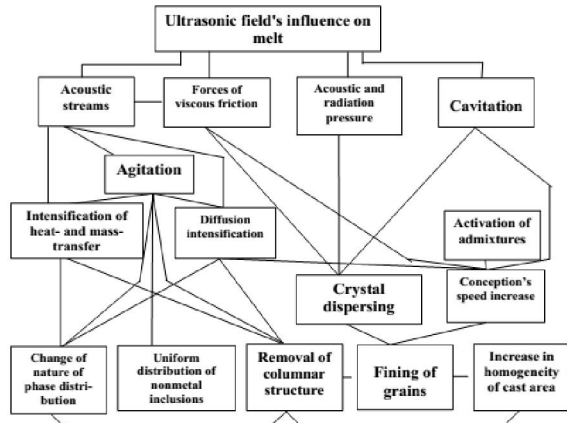 Ultrasonic field's influence on
melt
Acoustic
streams
Forces of
viscous friction
Acoustic and
radiation
pressure
Cavitation
Agitation
Intensification of
heat- and mass-
transfer
Diffusion
intensification
Activation of
admixtures
Crystal
dispersing
Conception's
speed increase
Change of
nature of
phase distri-
bution
Uniform
distribution of
nonmetal
inclusions
Removal of
columnar
structure
Fining of
grains
Increase in
homogeneity
of cast area